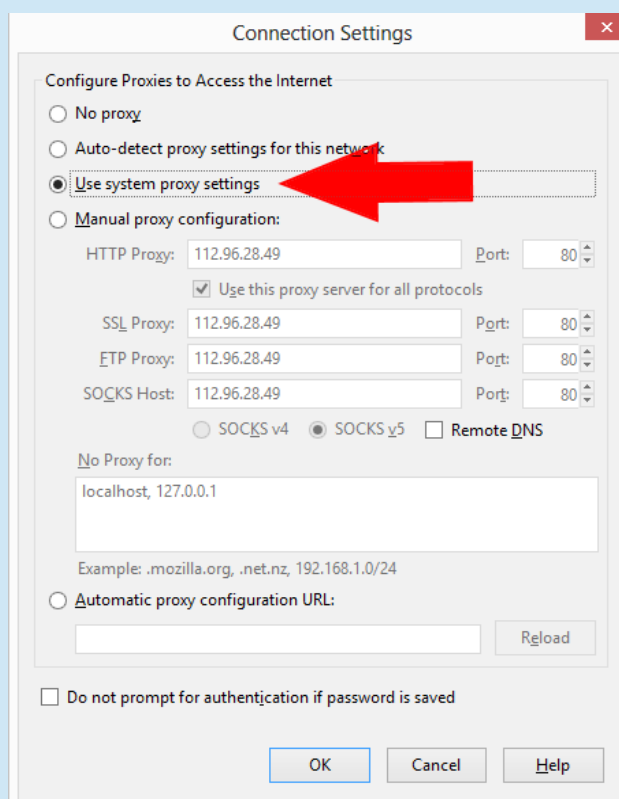 Connection Settings
Configure Proxies to Access the Internet
No proxy
Auto-detect proxy settings for this network
Use system proxy settings
Manual proxy configuration:
HTTP Proxy: 112.96.28.49 Port: 80
Use this proxy server for all protocols
SSL Proxy: 112.96.28.49 Port: 80
FTP Proxy: 112.96.28.49 Port: 80
SOCKS Host: 112.96.28.49 Port: 80
SOCKS v4 SOCKS v5 Remote DNS
No Proxy for:
localhost, 127.0.0.1
Example: .mozilla.org, .net.nz, 192.168.1.0/24
Automatic proxy configuration URL:
Reload
Do not prompt for authentication if password is saved
OK Cancel Help